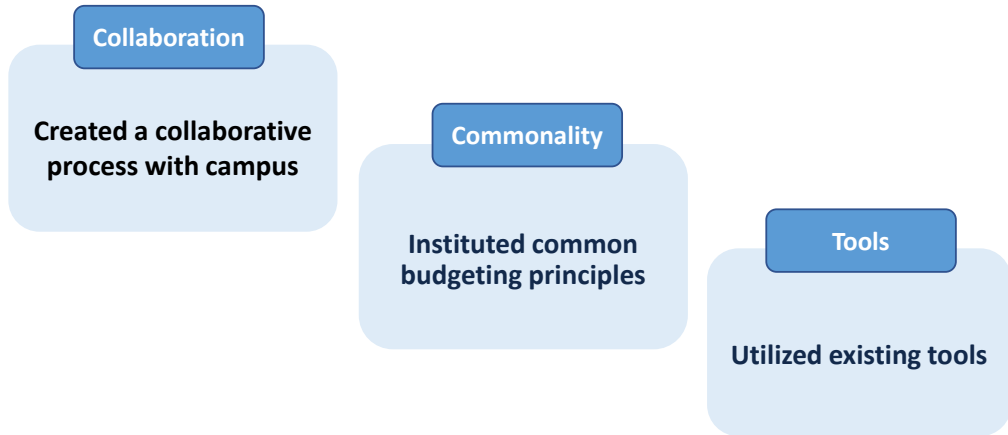 Collaboration
Created a collaborative
process with campus
Commonality
Instituted common
budgeting principles
Tools
Utilized existing tools